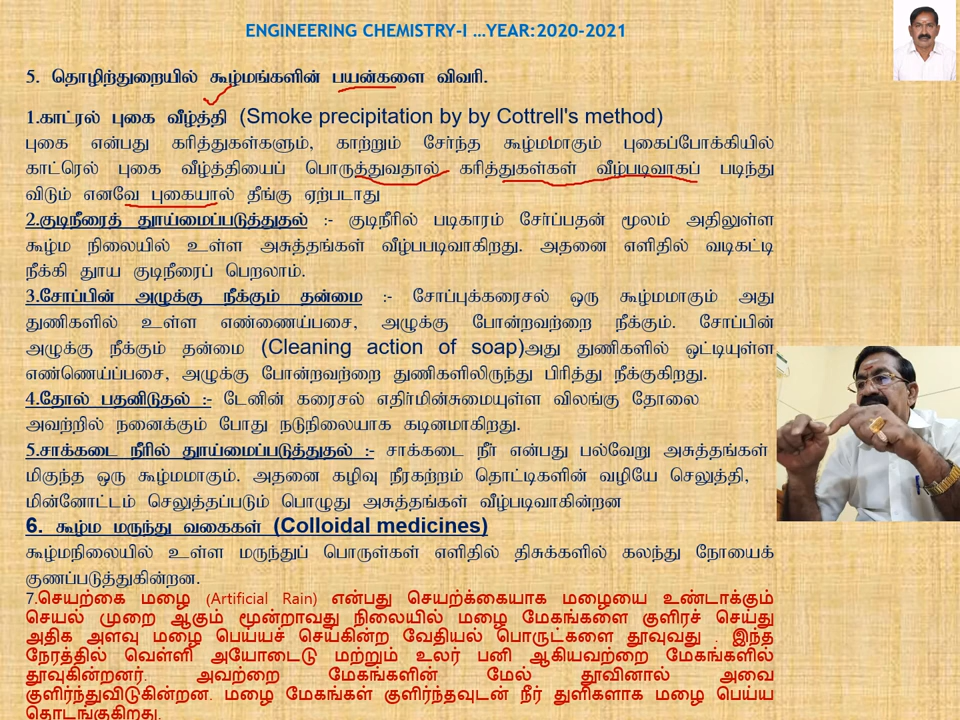 ENGINEERING CHEMISTRY-I ...YEAR:2020-2021
5. தொழிற்துறையில் கூழ்மங்களின் பயன்களை விவரி.
1.காட்ரல் புகை வீழ்த்தி (Smoke precipitation by by Cottrell's method)
புகை என்பது கரித்துகள்களும், காற்றும் சேர்ந்த கூழ்மமாகும் புகைப்போக்கியில்
காட்ரெல் புகை வீழ்த்தியைப் பொருத்துவதால் கரித்துகள்கள் வீழ்படிவாகப் படிந்து
விடும் எனவே புகையால் தீங்கு ஏற்படாது
2.குடிநீரைத் தூய்மைப்படுத்துதல் :- குடிநீரில் படிகாரம் சேர்ப்பதன் மூலம் அதிலுள்ள
கூழ்ம நிலையில் உள்ள அசுத்தங்கள் வீழ்பபடிவாகிறது. அதனை எளிதில் வடிகட்டி
நீக்கி தூய குடிநீரைப் பெறலாம்.
3.சோப்பின் அழுக்கு நீக்கும் தன்மை :- சோப்புக்கரைசல் ஒரு கூழ்மமாகும் அது
துணிகளில் உள்ள எண்ணைய்பசை, அழுக்கு போன்றவற்றை நீக்கும். சோப்பின்
அழுக்கு நீக்கும் தன்மை (Cleaning action of soap)அது துணிகளில் ஒட்டியுள்ள
எண்ணெய்ப்பசை, அழுக்கு போன்றவற்றை துணிகளிலிருந்து பிரித்து நீக்குகிறது.
4.தோல் பதனிடுதல் :- டேனின் கரைசல் எதிர்மின்சுமையுள்ள விலங்கு தோலை
அவற்றில் நனைக்கும் போது நடுநிலையாக கடினமாகிறது.
5.சாக்கடை நீரில் தூய்மைப்படுத்துதல் :- சாக்கடை நீர் என்பது பல்வேறு அசுத்தங்கள்
மிகுந்த ஒரு கூழ்மமாகும். அதனை கழிவு நீரகற்றம் தொட்டிகளின் வழியே செலுத்தி,
மின்னோட்டம் செலுத்தப்படும் பொழுது அசுத்தங்கள் வீழ்படிவாகின்றன
6. கூழ்ம மருந்து வகைகள் (Colloidal medicines)
கூழ்மநிலையில் உள்ள மருந்துப் பொருள்கள் எளிதில் திசுக்களில் கலந்து நோயைக்
குணப்படுத்துகின்றன.
7.செயற்கை மழை (Artificial Rain) என்பது செயற்க்கையாக மழையை உண்டாக்கும்
செயல் முறை ஆகும் மூன்றாவது நிலையில் மழை மேகங்களை குளிரச் செய்து
அதிக அளவு மழை பெய்யச் செய்கின்ற வேதியல் பொருட்களை தூவுவது . இந்த
நேரத்தில் வெள்ளி அயோடைடு மற்றும் உலர் பனி ஆகியவற்றை மேகங்களில்
தூவுகின்றனர். அவற்றை மேகங்களின் மேல் தூவினால் அவை
குளிர்ந்துவிடுகின்றன. மழை மேகங்கள் குளிர்ந்தவுடன் நீர் துளிகளாக மழை பெய்ய
தொடங்குகிறது.